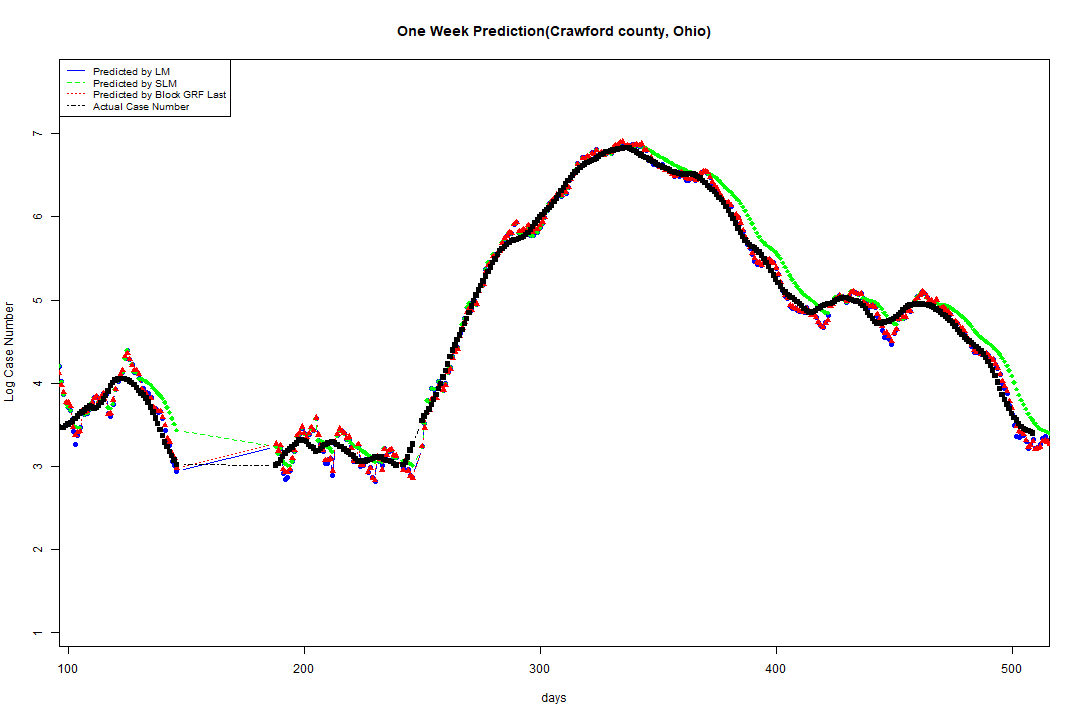 One Week Prediction(Crawford county, Ohio)
Predicted by LM
Predicted by SLM
Predicted by Block GRF Last
Actual Case Number
7
6
5
4
3
2
1
Log Case Number
100 200 300 400 500
days